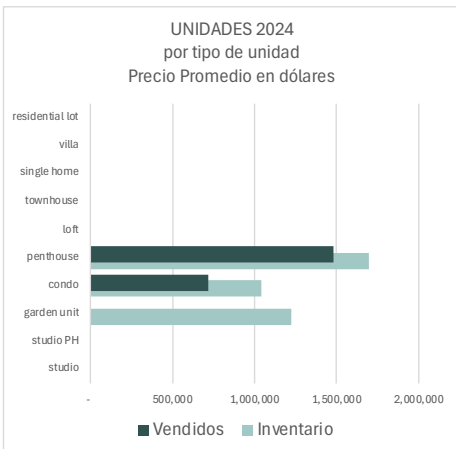 UNIDADES 2024
por tipo de unidad
Precio Promedio en dólares
residential lot
villa
single home
townhouse
loft
penthouse
condo
garden unit
studio PH
studio
- 500,000 1,000,000 1,500,000 2,000,000
Vendidos Inventario